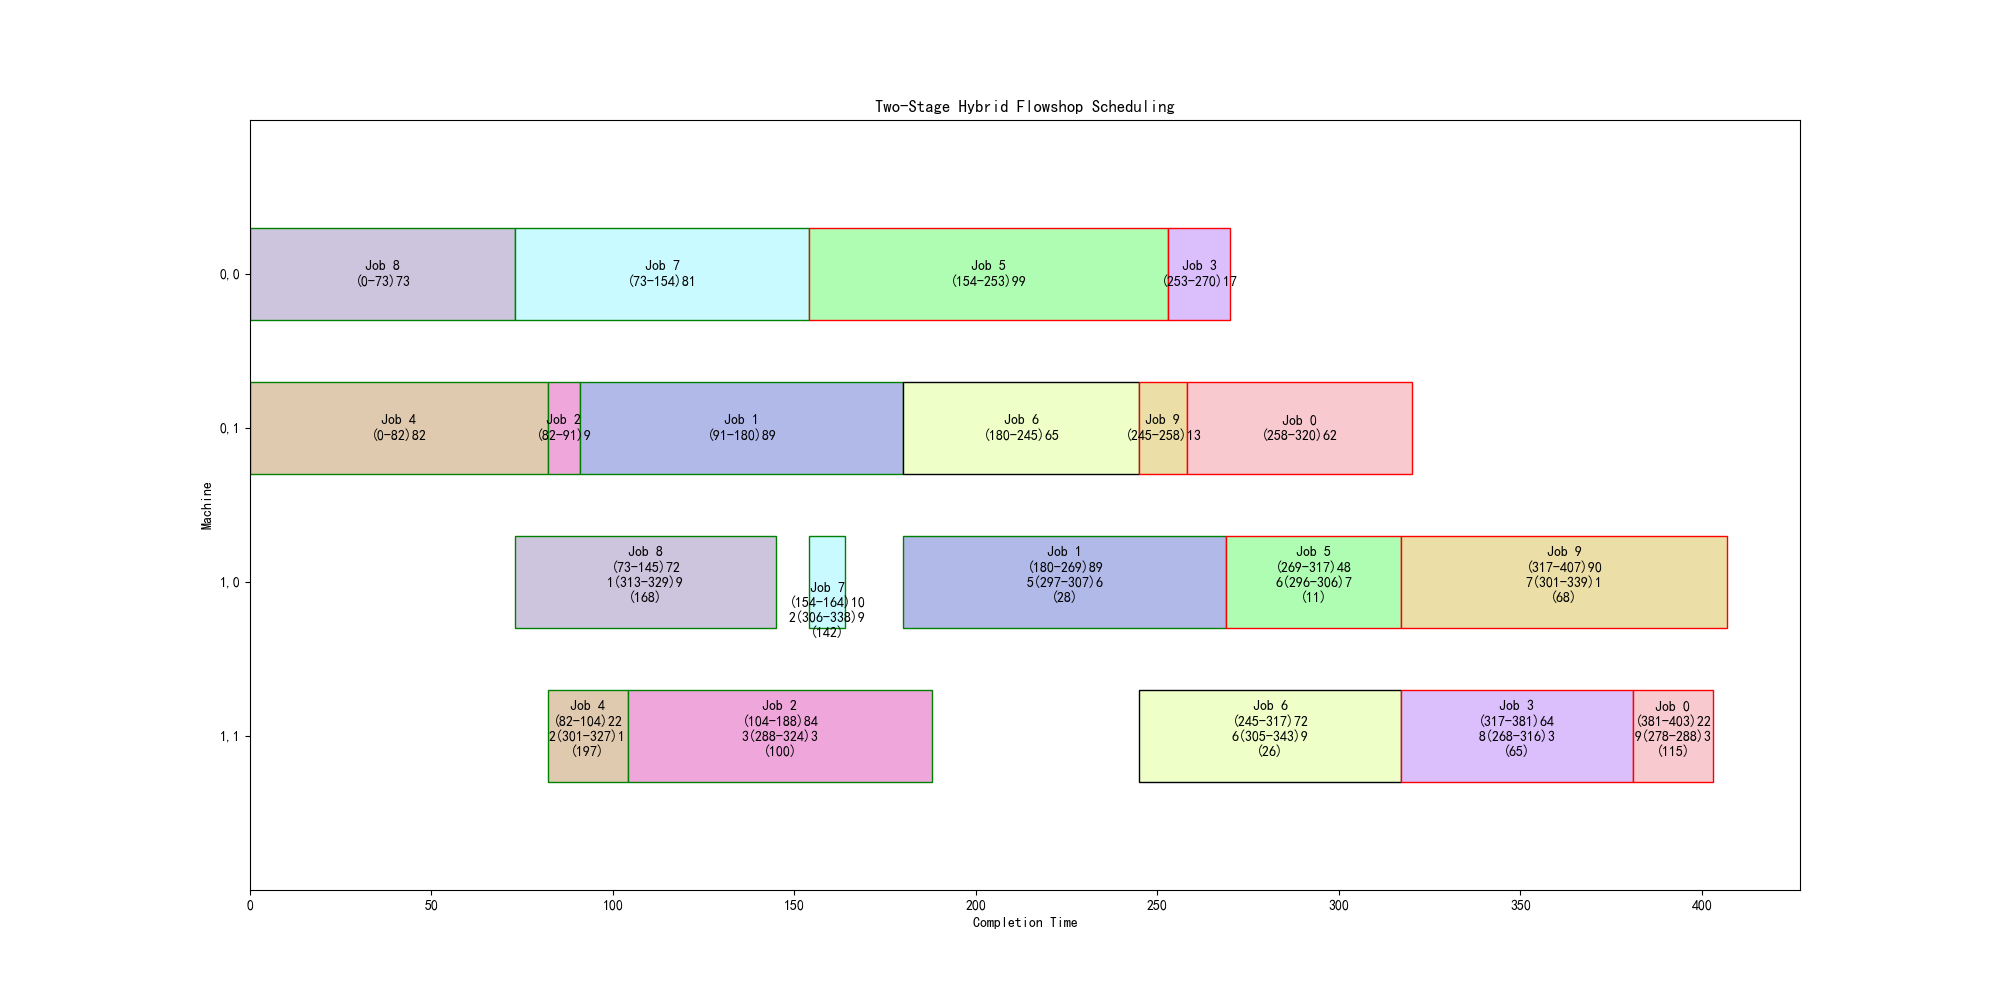 Two-Stage Hybrid Flowshop Scheduling
Machine
0,0
Job 8
(0-73)73
Job 7
(73-154)81
Job 5
(154-253)99
Job 3
(253-270)17
0,1
Job 4
(0-82)82
Job 2
(82-91)9
Job 1
(91-180)89
Job 6
(180-245)65
Job 9
(245-258)13
Job 0
(258-320)62
1,0
Job 8
(73-145)72
1(313-329)9
(168)
Job 7
(154-164)10
2(306-338)9
(142)
Job 1
(180-269)89
5(297-307)6
(28)
Job 5
(269-317)48
6(296-306)7
(11)
Job 9
(317-407)90
7(301-339)1
(68)
1,1
Job 4
(82-104)22
2(301-327)1
(197)
Job 2
(104-188)84
3(288-324)3
(100)
Job 6
(245-317)72
6(305-343)9
(26)
Job 3
(317-381)64
8(268-316)3
(65)
Job 0
(381-403)22
9(278-288)3
(115)
0 50 100 150 200 250 300 350 400
Completion Time